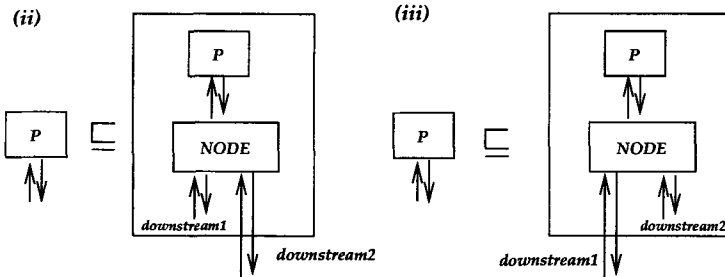 (ii)
P
P
⊑
NODE
downstream1
downstream2
(iii)
P
P
⊑
NODE
downstream2
downstream1